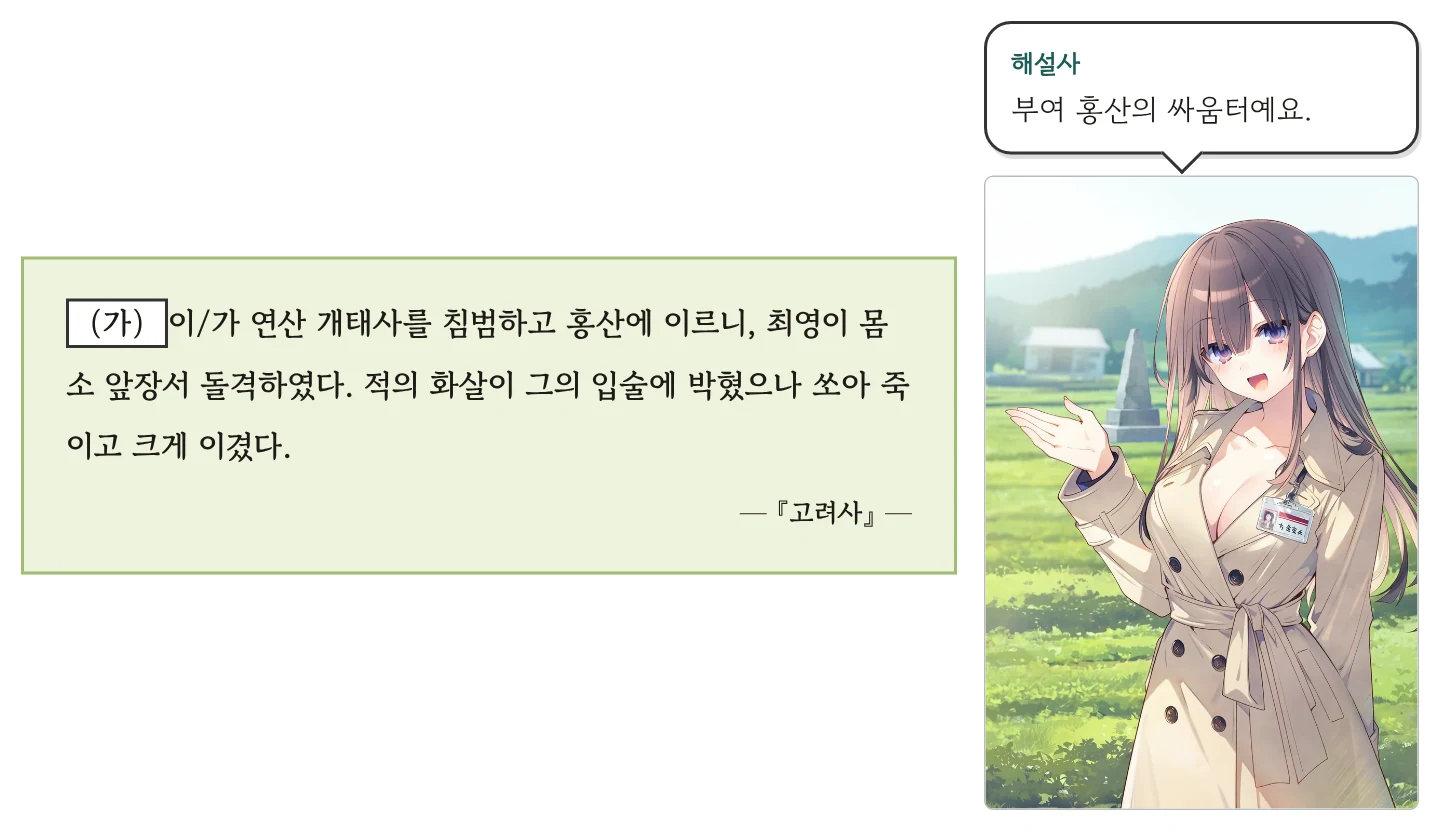 (가)이/가 연산 개태사를 침범하고 홍산에 이르니, 최영이 몸
소 앞장서 돌격하였다. 적의 화살이 그의 입술에 박혔으나 쏘아 죽
이고 크게 이겼다.
— 『고려사』 —
해설사
부여 홍산의 싸움터예요.